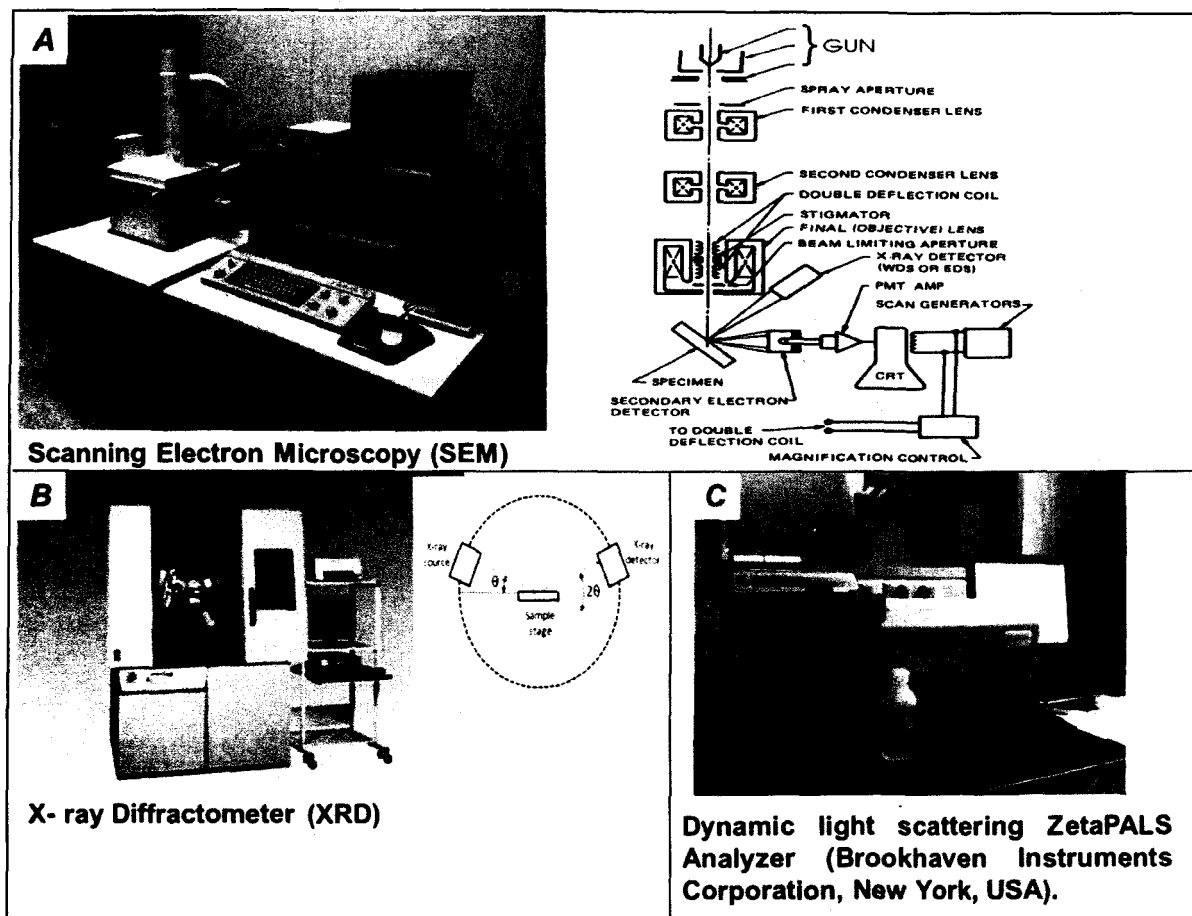 A
GUN
SPRAY APERTURE
FIRST CONDENSER LENS
SECOND CONDENSER LENS
DOUBLE DEFLECTION COIL
STIGMATOR
FINAL (OBJECTIVE) LENS
BEAM LIMITING APERTURE
X-RAY DETECTOR
(WDS OR EDS)
PMT AMP
SCAN GENERATORS
CRT
SPECIMEN
SECONDARY ELECTRON
DETECTOR
TO DOUBLE
DEFLECTION COIL
MAGNIFICATION CONTROL
Scanning Electron Microscopy (SEM)
B
X-ray
source
X-ray
detector
θ
2θ
Sample
stage
X- ray Diffractometer (XRD)
C
Dynamic light scattering ZetaPALS
Analyzer (Brookhaven Instruments
Corporation, New York, USA).